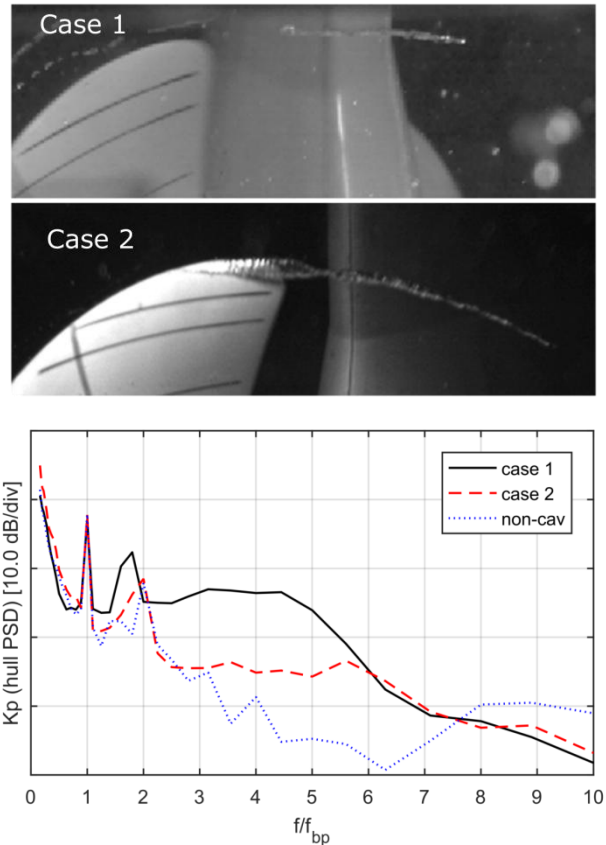 Case 1
Case 2
Kp (hull PSD) [10.0 dB/div]
case 1
case 2
non-cav
0 1 2 3 4 5 6 7 8 9 10
f/f_bp